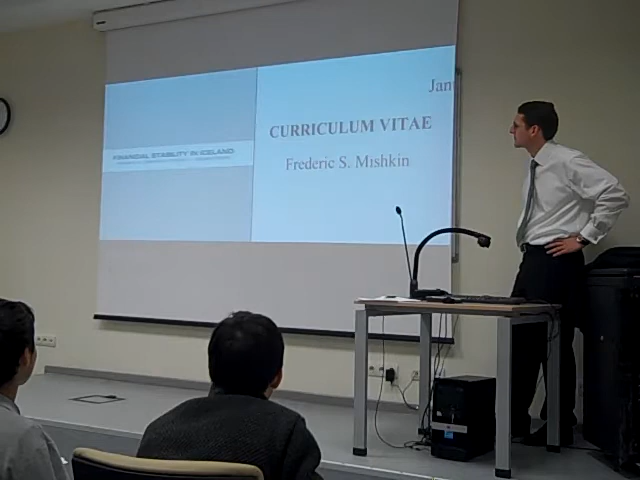 FINANCIAL STABILITY IN ICELAND
Jan
CURRICULUM VITAE
Frederic S. Mishkin